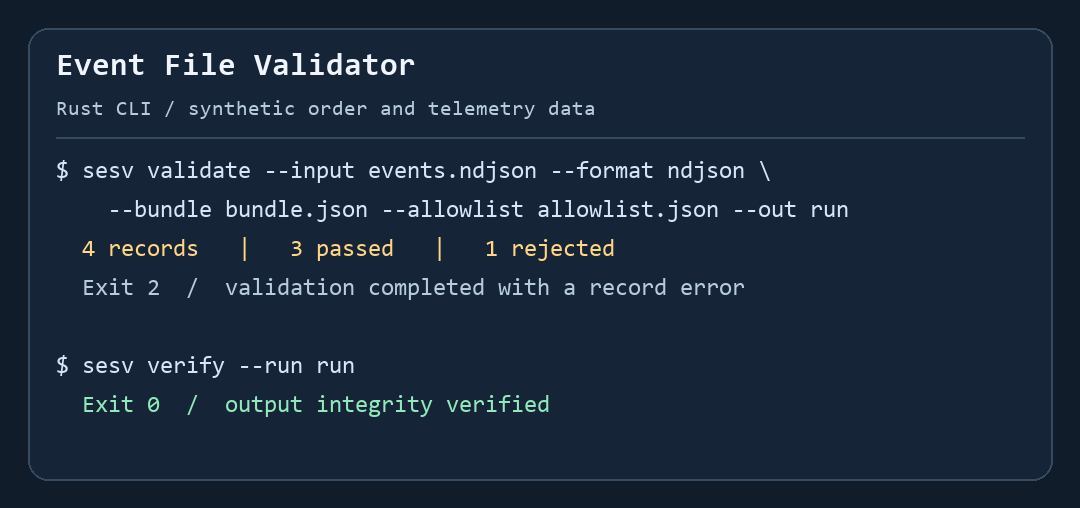 Event File Validator
Rust CLI / synthetic order and telemetry data
$ sesv validate --input events.ndjson --format ndjson \
--bundle bundle.json --allowlist allowlist.json --out run
4 records | 3 passed | 1 rejected
Exit 2 / validation completed with a record error
$ sesv verify --run run
Exit 0 / output integrity verified